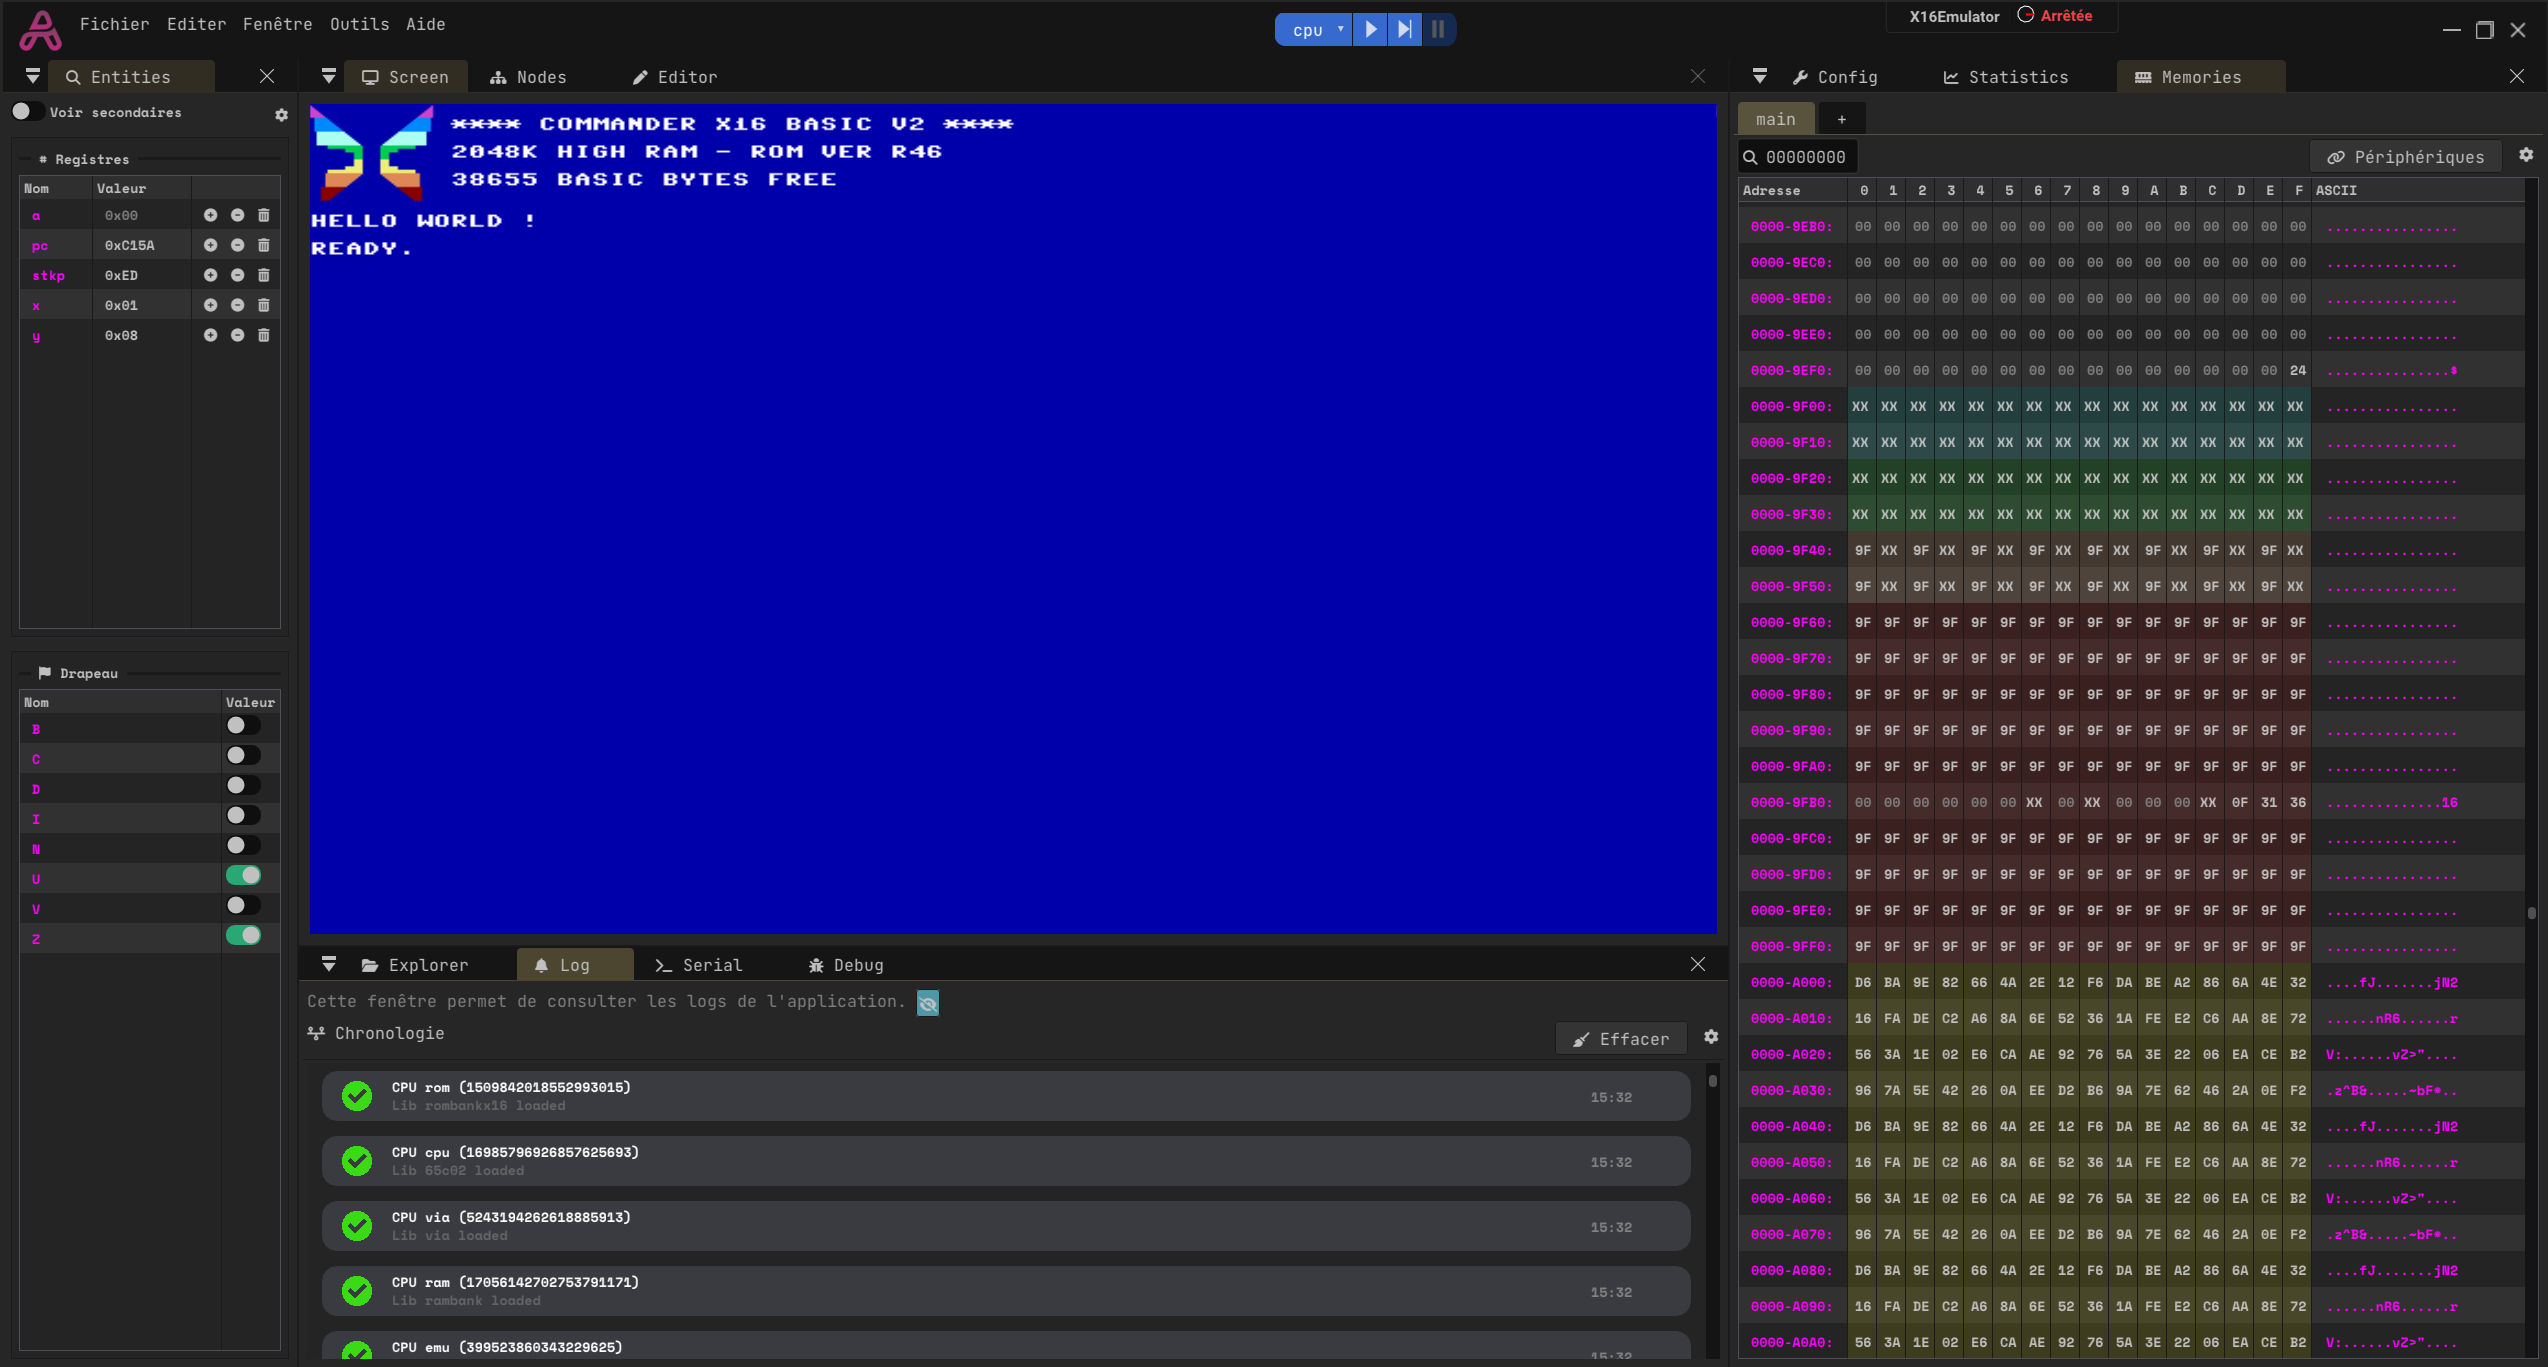 Fichier Editer Fenêtre Outils Aide
cpu
X16Emulator Arrêtée
Entities
Voir secondaires
# Registres
Nom Valeur
a 0x00
pc 0xC15A
stkp 0xED
x 0x01
y 0x08
Drapeau
Nom Valeur
B
C
D
I
N
U
V
Z
Screen Nodes Editor
**** COMMANDER X16 BASIC V2 ****
2048K HIGH RAM - ROM VER R46
38655 BASIC BYTES FREE
HELLO WORLD !
READY.
Explorer Log Serial Debug
Cette fenêtre permet de consulter les logs de l'application.
Chronologie
Effacer
CPU rom (1509842018552993015)
Lib rombankx16 loaded
15:32
CPU cpu (16985796926857625693)
Lib 65c02 loaded
15:32
CPU via (5243194262618885913)
Lib via loaded
15:32
CPU ram (17056142702753791171)
Lib rambank loaded
15:32
CPU emu (399523860343229625)
15:32
Config Statistics Memories
main +
00000000
Périphériques
Adresse 0 1 2 3 4 5 6 7 8 9 A B C D E F ASCII
0000-9EB0: 00 00 00 00 00 00 00 00 00 00 00 00 00 00 00 00 ................
0000-9EC0: 00 00 00 00 00 00 00 00 00 00 00 00 00 00 00 00 ................
0000-9ED0: 00 00 00 00 00 00 00 00 00 00 00 00 00 00 00 00 ................
0000-9EE0: 00 00 00 00 00 00 00 00 00 00 00 00 00 00 00 00 ................
0000-9EF0: 00 00 00 00 00 00 00 00 00 00 00 00 00 00 00 24 ...............$
0000-9F00: XX XX XX XX XX XX XX XX XX XX XX XX XX XX XX XX ................
0000-9F10: XX XX XX XX XX XX XX XX XX XX XX XX XX XX XX XX ................
0000-9F20: XX XX XX XX XX XX XX XX XX XX XX XX XX XX XX XX ................
0000-9F30: XX XX XX XX XX XX XX XX XX XX XX XX XX XX XX XX ................
0000-9F40: 9F XX 9F XX 9F XX 9F XX 9F XX 9F XX 9F XX 9F XX ................
0000-9F50: 9F XX 9F XX 9F XX 9F XX 9F XX 9F XX 9F XX 9F XX ................
0000-9F60: 9F 9F 9F 9F 9F 9F 9F 9F 9F 9F 9F 9F 9F 9F 9F 9F ................
0000-9F70: 9F 9F 9F 9F 9F 9F 9F 9F 9F 9F 9F 9F 9F 9F 9F 9F ................
0000-9F80: 9F 9F 9F 9F 9F 9F 9F 9F 9F 9F 9F 9F 9F 9F 9F 9F ................
0000-9F90: 9F 9F 9F 9F 9F 9F 9F 9F 9F 9F 9F 9F 9F 9F 9F 9F ................
0000-9FA0: 9F 9F 9F 9F 9F 9F 9F 9F 9F 9F 9F 9F 9F 9F 9F 9F ................
0000-9FB0: 00 00 00 00 00 00 XX 00 XX 00 00 00 XX 0F 31 36 ..............16
0000-9FC0: 9F 9F 9F 9F 9F 9F 9F 9F 9F 9F 9F 9F 9F 9F 9F 9F ................
0000-9FD0: 9F 9F 9F 9F 9F 9F 9F 9F 9F 9F 9F 9F 9F 9F 9F 9F ................
0000-9FE0: 9F 9F 9F 9F 9F 9F 9F 9F 9F 9F 9F 9F 9F 9F 9F 9F ................
0000-9FF0: 9F 9F 9F 9F 9F 9F 9F 9F 9F 9F 9F 9F 9F 9F 9F 9F ................
0000-A000: D6 BA 9E 82 66 4A 2E 12 F6 DA BE A2 86 6A 4E 32 ....fJ.......jN2
0000-A010: 16 FA DE C2 A6 8A 6E 52 36 1A FE E2 C6 AA 8E 72 ......nR6......r
0000-A020: 56 3A 1E 02 E6 CA AE 92 76 5A 3E 22 06 EA CE B2 V:......vZ>"....
0000-A030: 96 7A 5E 42 26 0A EE D2 B6 9A 7E 62 46 2A 0E F2 .z^B&.....~bF*..
0000-A040: D6 BA 9E 82 66 4A 2E 12 F6 DA BE A2 86 6A 4E 32 ....fJ.......jN2
0000-A050: 16 FA DE C2 A6 8A 6E 52 36 1A FE E2 C6 AA 8E 72 ......nR6......r
0000-A060: 56 3A 1E 02 E6 CA AE 92 76 5A 3E 22 06 EA CE B2 V:......vZ>"....
0000-A070: 96 7A 5E 42 26 0A EE D2 B6 9A 7E 62 46 2A 0E F2 .z^B&.....~bF*..
0000-A080: D6 BA 9E 82 66 4A 2E 12 F6 DA BE A2 86 6A 4E 32 ....fJ.......jN2
0000-A090: 16 FA DE C2 A6 8A 6E 52 36 1A FE E2 C6 AA 8E 72 ......nR6......r
0000-A0A0: 56 3A 1E 02 E6 CA AE 92 76 5A 3E 22 06 EA CE B2 V:......vZ>"....